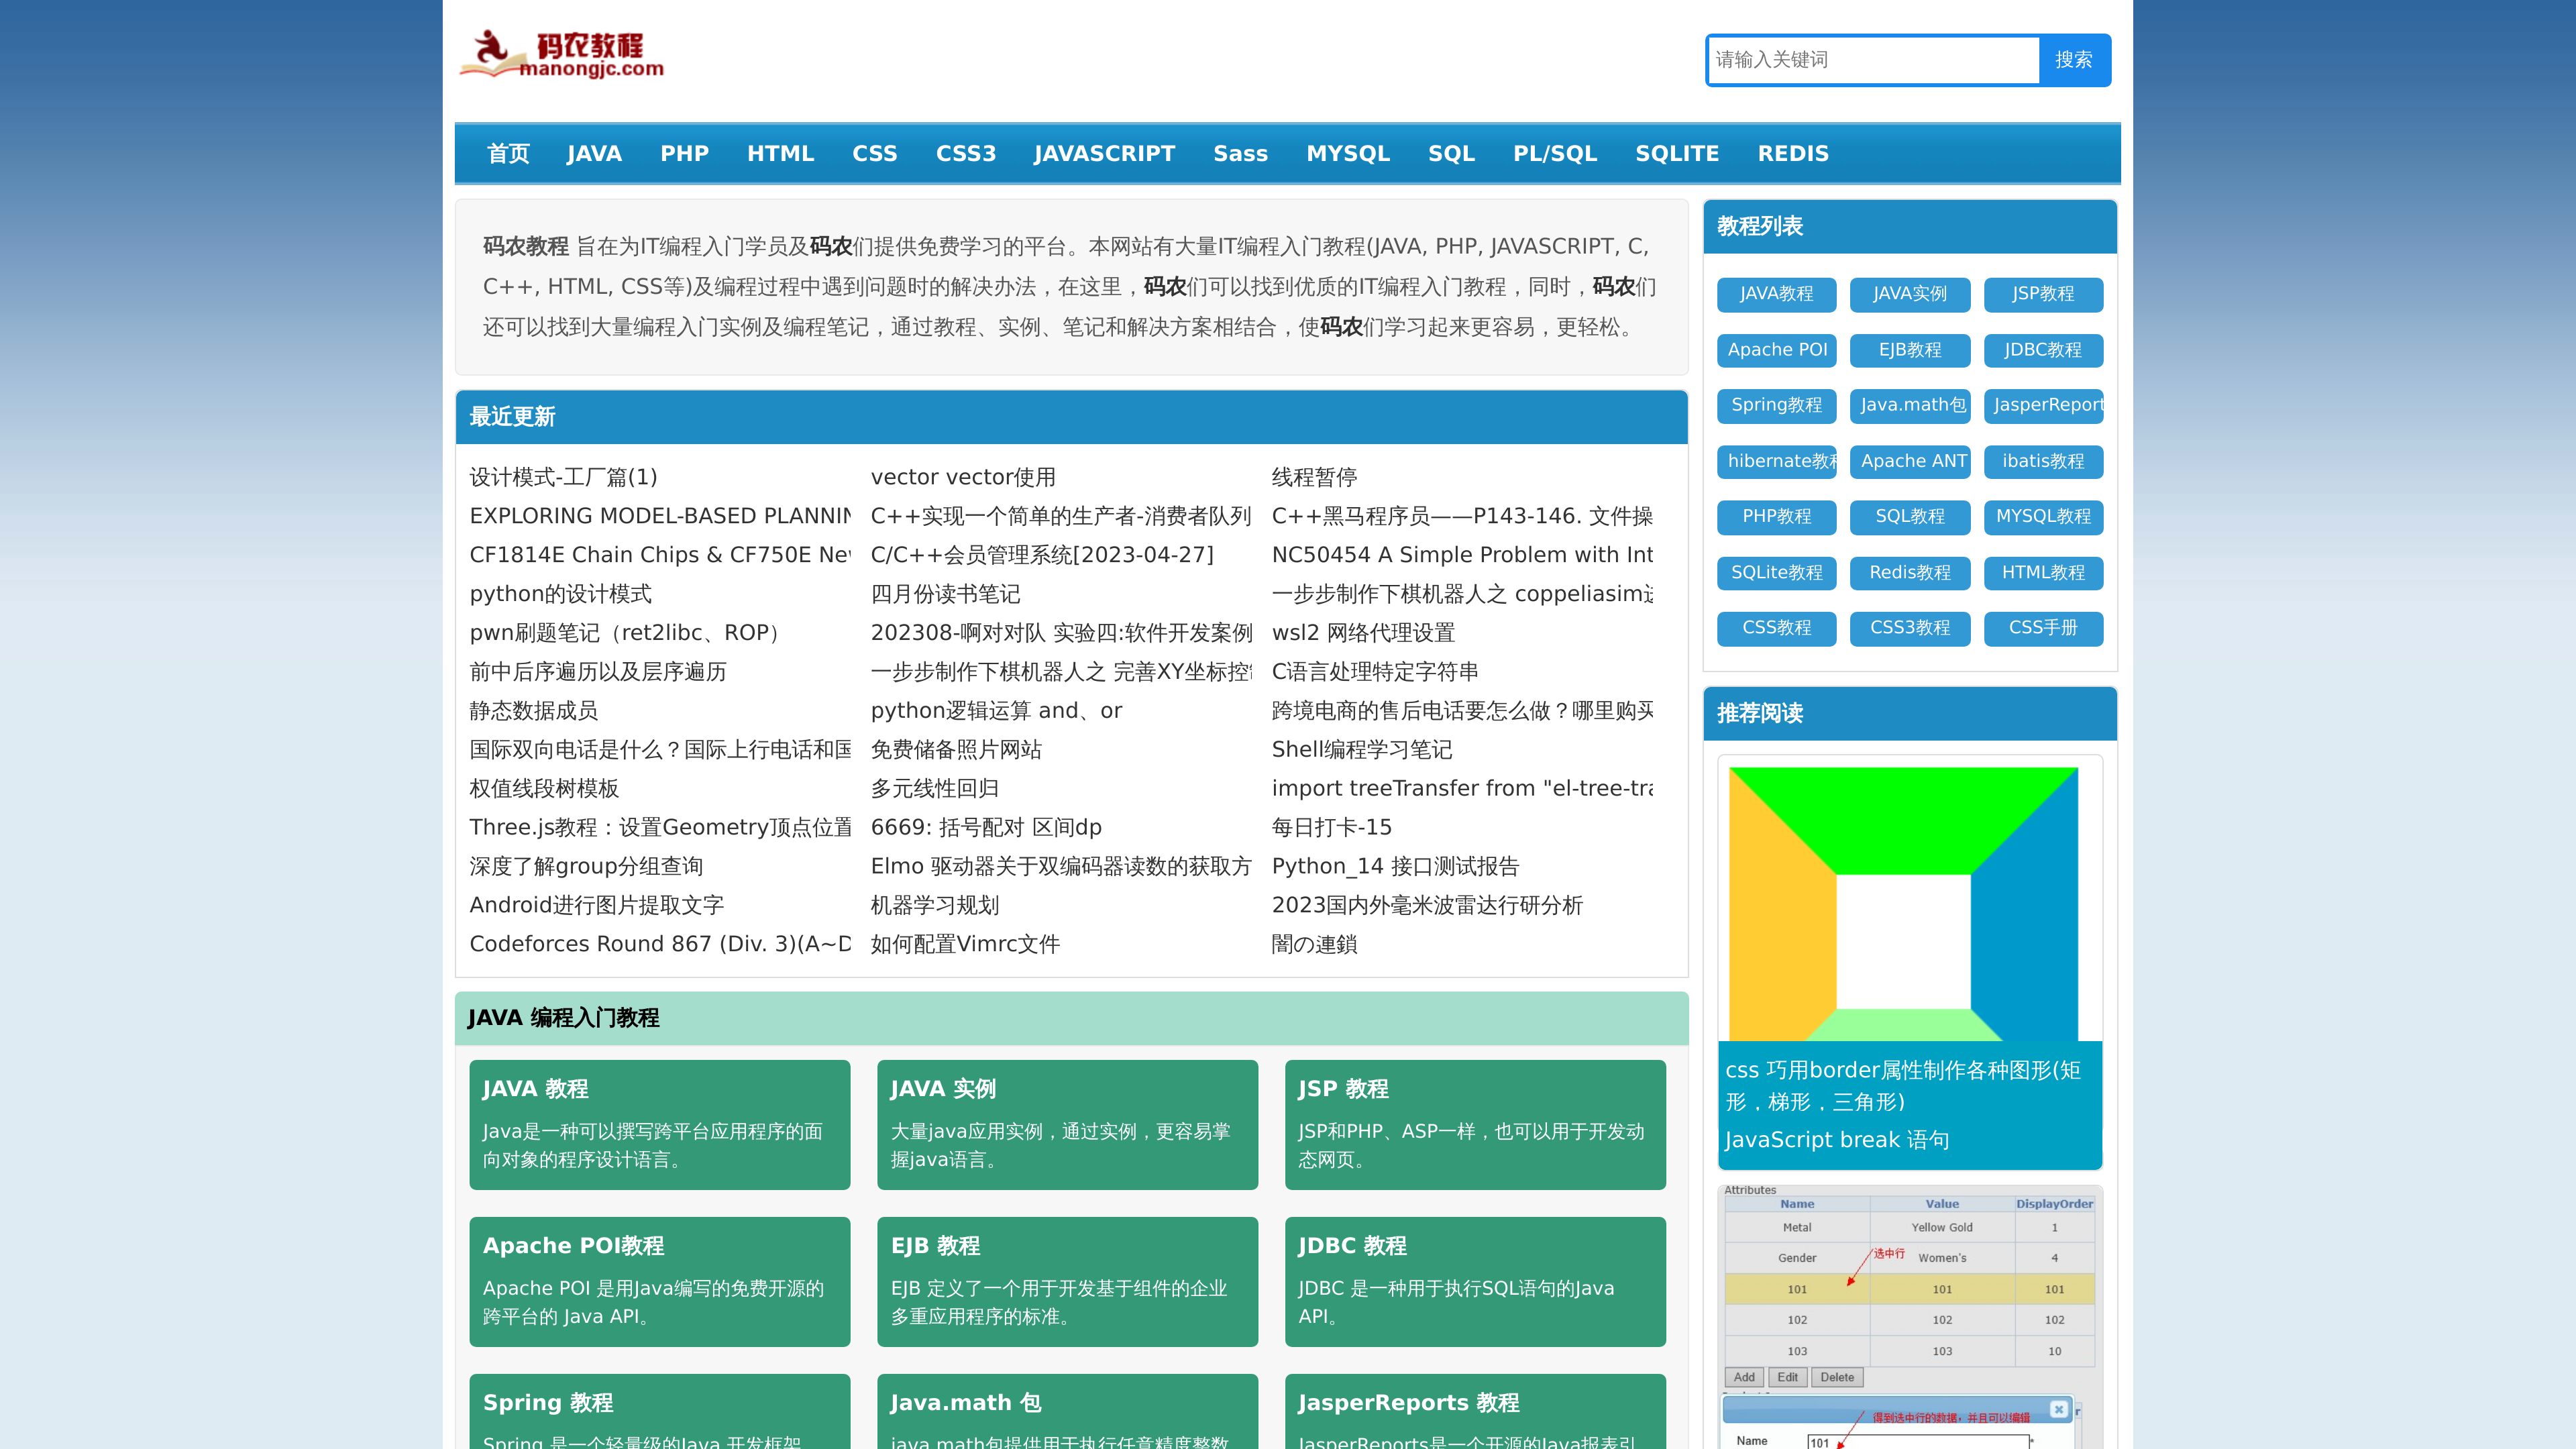 码农教程
manongjc.com
请输入关键词
搜索
首页 JAVA PHP HTML CSS CSS3 JAVASCRIPT Sass MYSQL SQL PL/SQL SQLITE REDIS
码农教程 旨在为IT编程入门学员及码农们提供免费学习的平台。本网站有大量IT编程入门教程(JAVA, PHP, JAVASCRIPT, C,
C++, HTML, CSS等)及编程过程中遇到问题时的解决办法，在这里，码农们可以找到优质的IT编程入门教程，同时，码农们
还可以找到大量编程入门实例及编程笔记，通过教程、实例、笔记和解决方案相结合，使码农们学习起来更容易，更轻松。
最近更新
设计模式-工厂篇(1) vector vector使用 线程暂停
EXPLORING MODEL-BASED C++实现一个简单的生产者-消费者队列 C++黑马程序员——P143-146. 文件操
CF1814E Chain Chips & CF750E C/C++会员管理系统[2023-04-27] NC50454 A Simple Problem with
python的设计模式 四月份读书笔记 一步步制作下棋机器人之 coppeliasim
pwn刷题笔记（ret2libc、ROP） 202308-啊对对队 实验四:软件开发案例 wsl2 网络代理设置
前中后序遍历以及层序遍历 一步步制作下棋机器人之 完善XY坐标控 C语言处理特定字符串
静态数据成员 python逻辑运算 and、or 跨境电商的售后电话要怎么做？哪里购买
国际双向电话是什么？国际上行电话和国 免费储备照片网站 Shell编程学习笔记
权值线段树模板 多元线性回归 import treeTransfer from "el-tree-tra
Three.js教程：设置Geometry顶点位置 6669: 括号配对 区间dp 每日打卡-15
深度了解group分组查询 Elmo 驱动器关于双编码器读数的获取方 Python_14 接口测试报告
Android进行图片提取文字 机器学习规划 2023国内外毫米波雷达行研分析
Codeforces Round 867 (Div. 3)(A~D 如何配置Vimrc文件 闇の連鎖
JAVA 编程入门教程
JAVA 教程
Java是一种可以撰写跨平台应用程序的面
向对象的程序设计语言。
JAVA 实例
大量java应用实例，通过实例，更容易掌
握java语言。
JSP 教程
JSP和PHP、ASP一样，也可以用于开发动
态网页。
Apache POI教程
Apache POI 是用Java编写的免费开源的
跨平台的 Java API。
EJB 教程
EJB 定义了一个用于开发基于组件的企业
多重应用程序的标准。
JDBC 教程
JDBC 是一种用于执行SQL语句的Java
API。
Spring 教程
Spring 是一个轻量级的Java 开发框架
Java.math 包
java.math包提供用于执行任意精度整数
JasperReports 教程
JasperReports是一个开源的Java报表引
教程列表
JAVA教程 JAVA实例 JSP教程
Apache POI EJB教程 JDBC教程
Spring教程 Java.math包 JasperReport
hibernate教程 Apache ANT ibatis教程
PHP教程 SQL教程 MYSQL教程
SQLite教程 Redis教程 HTML教程
CSS教程 CSS3教程 CSS手册
推荐阅读
css 巧用border属性制作各种图形(矩
形，梯形，三角形)
JavaScript break 语句
Attributes
Name Value DisplayOrder
Metal Yellow Gold 1
Gender 选中行 Women's 4
101 101 101
102 102 102
103 103 10
Add Edit Delete
得到选中行的数据，并且可以编辑
Name 101 *